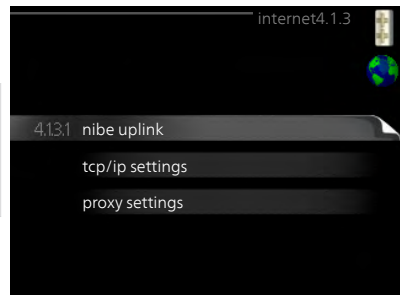 internet4.1.3
4.1.3.1 nibe uplink
tcp/ip settings
proxy settings